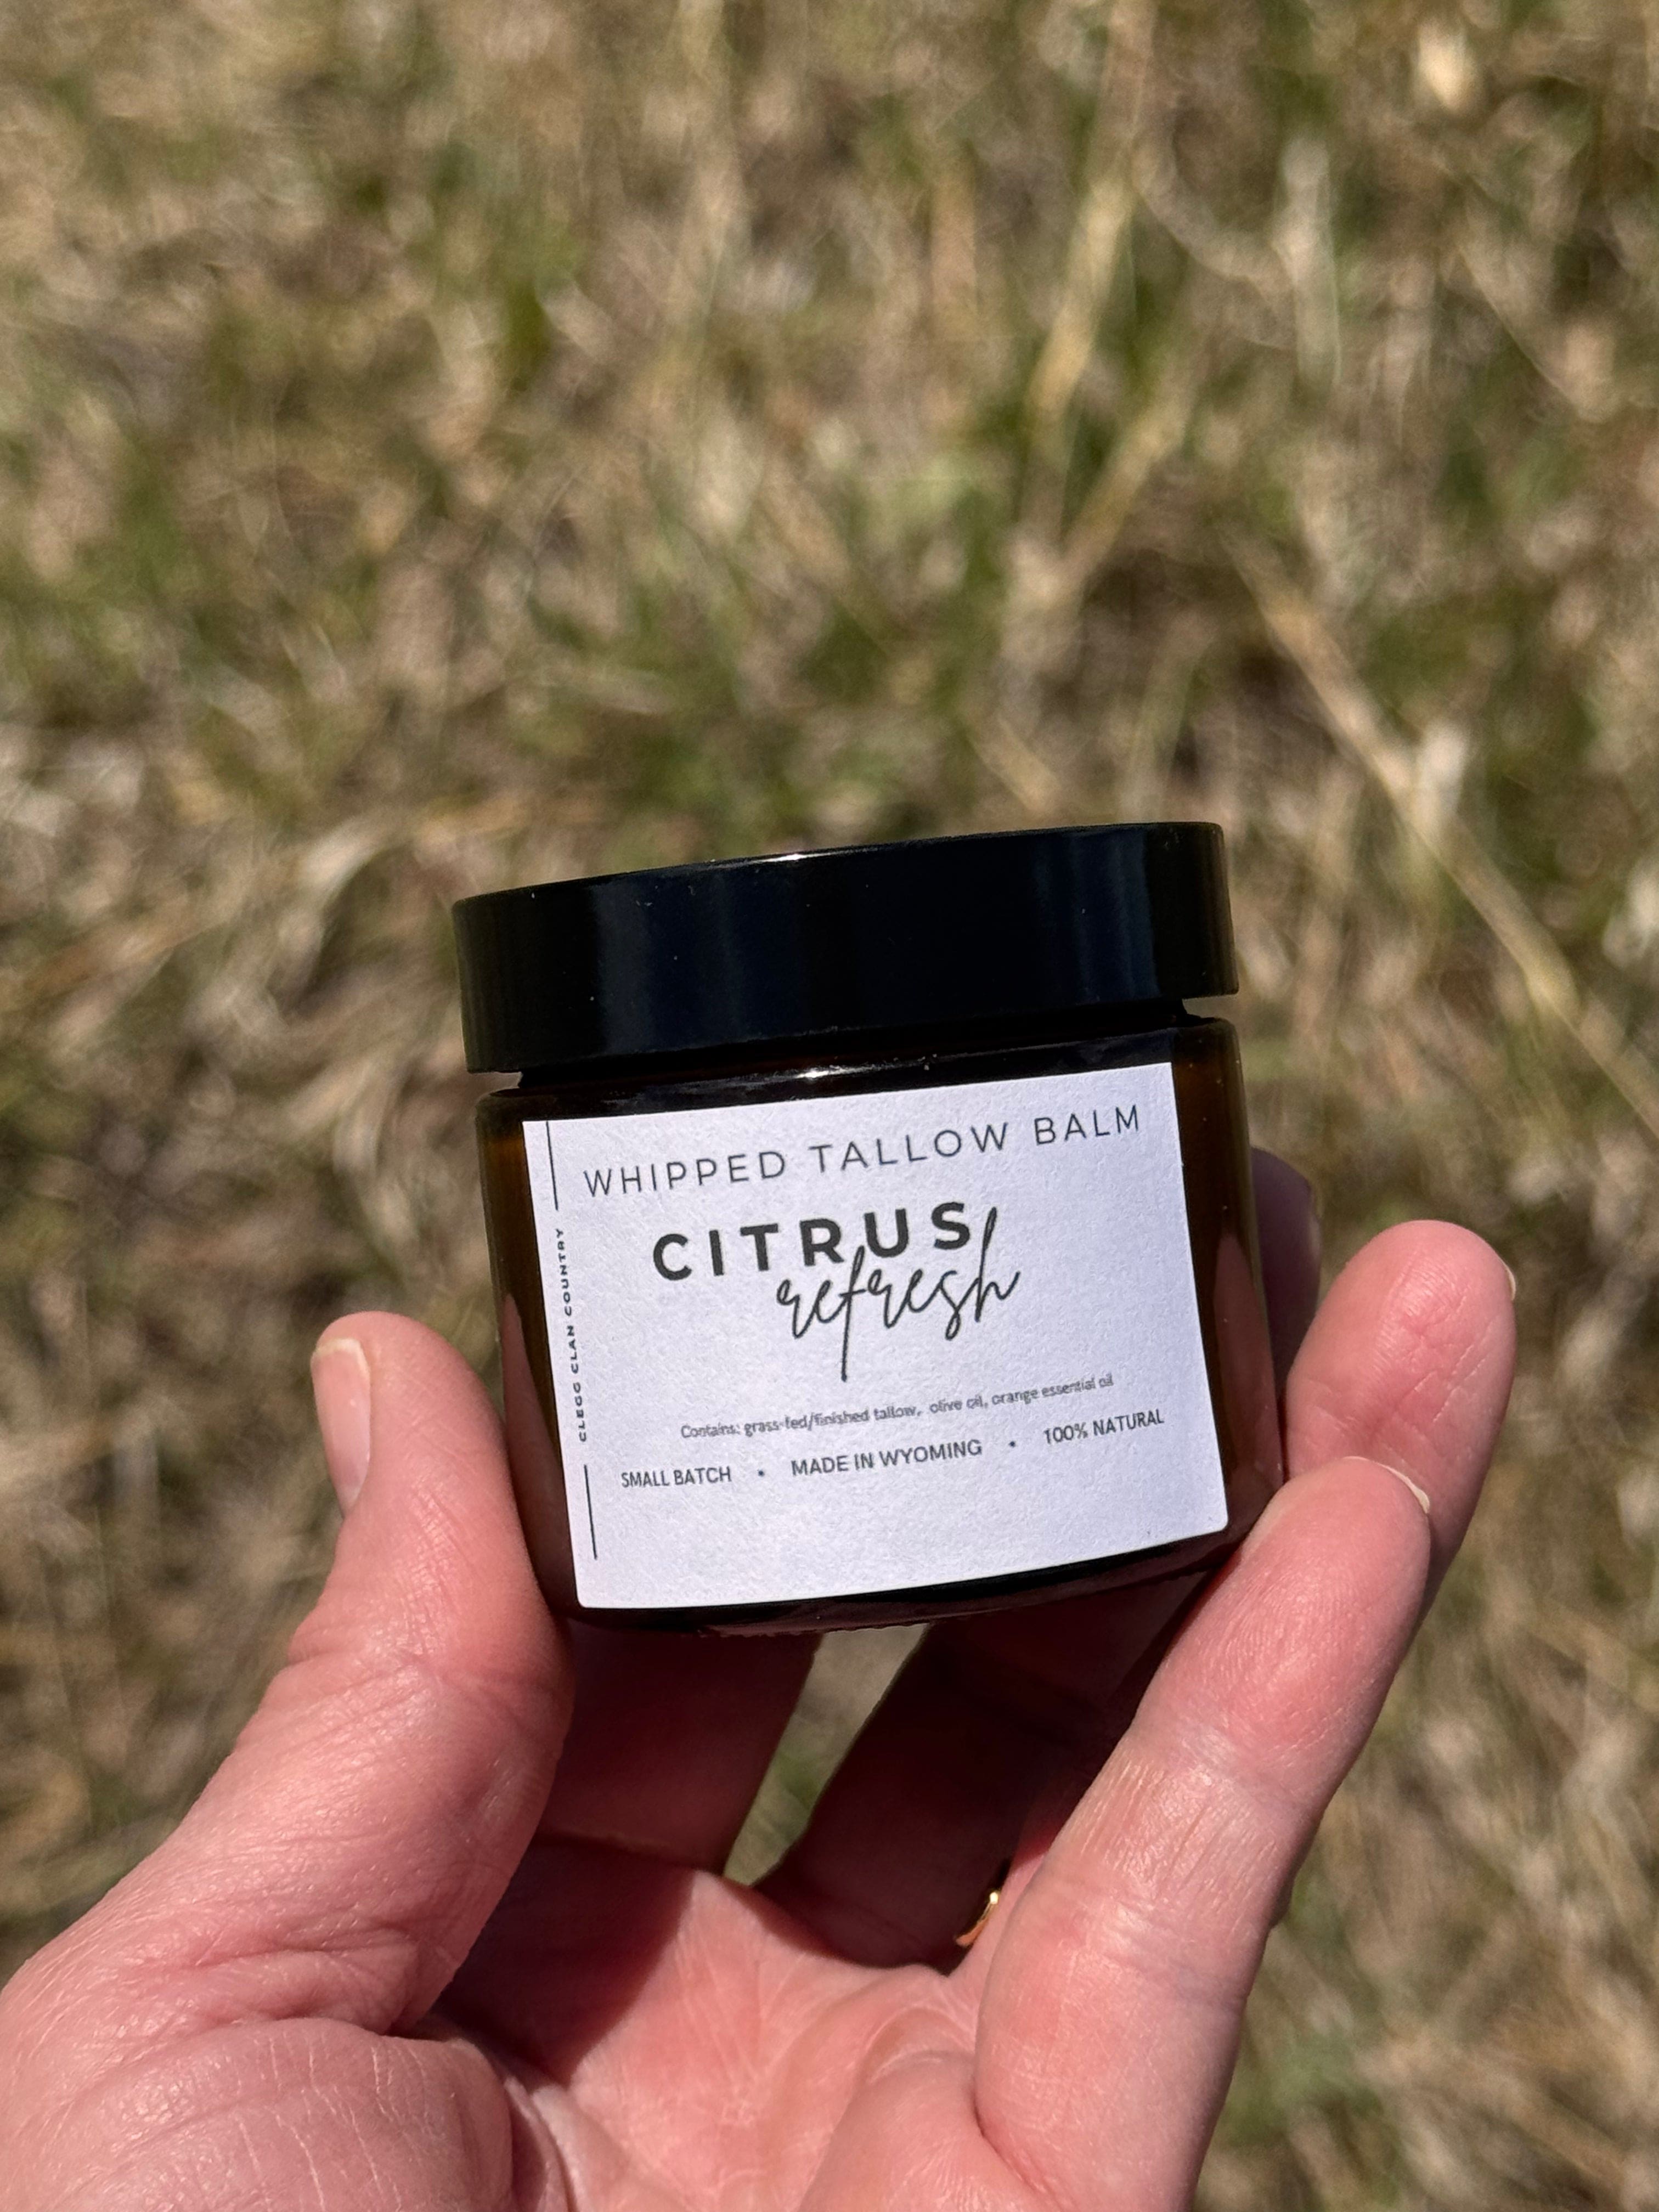 WHIPPED TALLOW BALM
CITRUS
refresh
CLEGG CLAN COUNTRY
Contains: grass-fed/finished tallow, olive oil, orange essential oil
SMALL BATCH • MADE IN WYOMING • 100% NATURAL